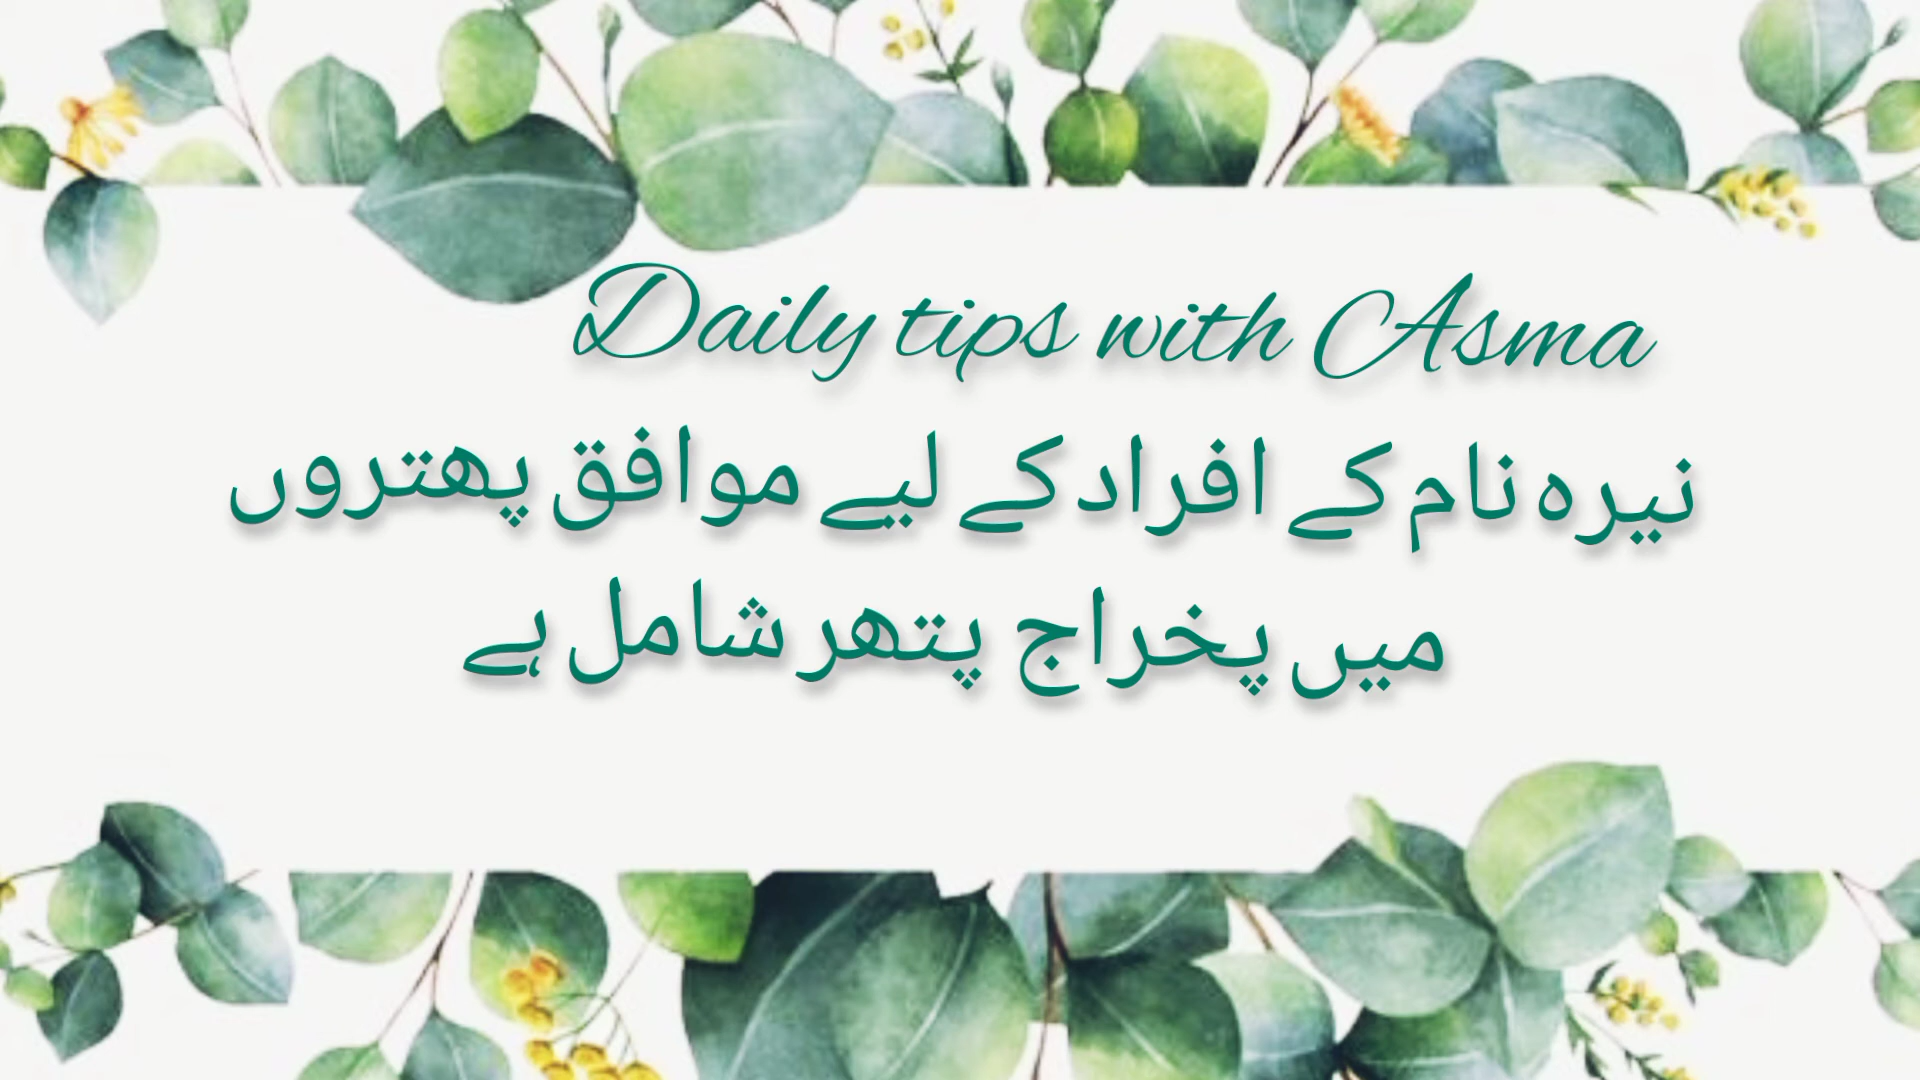 Daily tips with Asma
نیرہ نام کے افراد کے لیے موافق پھتروں
میں پخراج پتھر شامل ہے